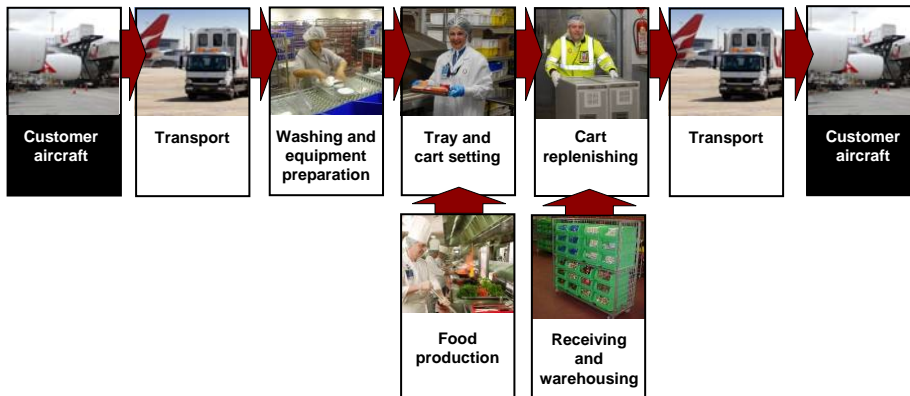 Customer
aircraft
Transport
Washing and
equipment
preparation
Tray and
cart setting
Cart
replenishing
Transport
Customer
aircraft
Food
production
Receiving
and
warehousing